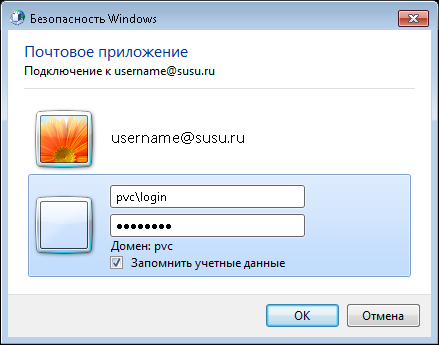 Безопасность Windows
Почтовое приложение
Подключение к username@susu.ru
username@susu.ru
pvc\login
●●●●●●●●
Домен: pvc
Запомнить учетные данные
OK
Отмена